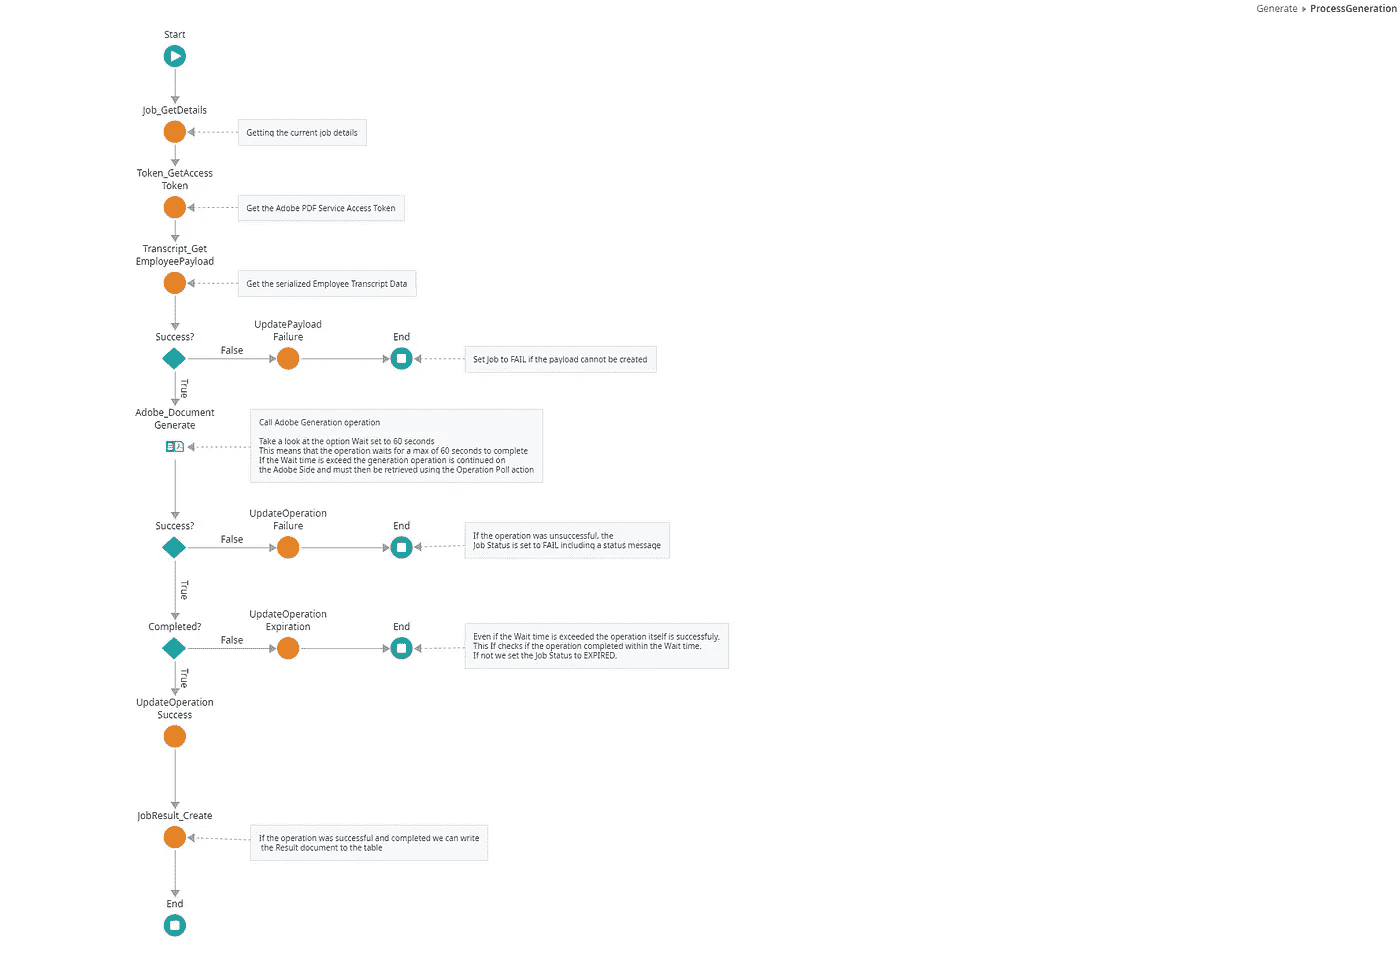 Generate ▸ ProcessGeneration
Start
Job_GetDetails
Getting the current job details
Token_GetAccess
Token
Get the Adobe PDF Service Access Token
Transcript_Get
EmployeePayload
Get the serialized Employee Transcript Data
Success?
False
UpdatePayload
Failure
End
Set Job to FAIL if the payload cannot be created
True
Adobe_Document
Generate
Call Adobe Generation operation
Take a look at the option Wait set to 60 seconds
This means that the operation waits for a max of 60 seconds to complete
If the Wait time is exceed the generation operation is continued on
the Adobe Side and must then be retrieved using the Operation Poll action
Success?
False
UpdateOperation
Failure
End
If the operation was unsuccessful, the
Job Status is set to FAIL including a status message
True
Completed?
False
UpdateOperation
Expiration
End
Even if the Wait time is exceeded the operation itself is successfuly.
This If checks if the operation completed within the Wait time.
If not we set the Job Status to EXPIRED.
True
UpdateOperation
Success
JobResult_Create
If the operation was successful and completed we can write
the Result document to the table
End